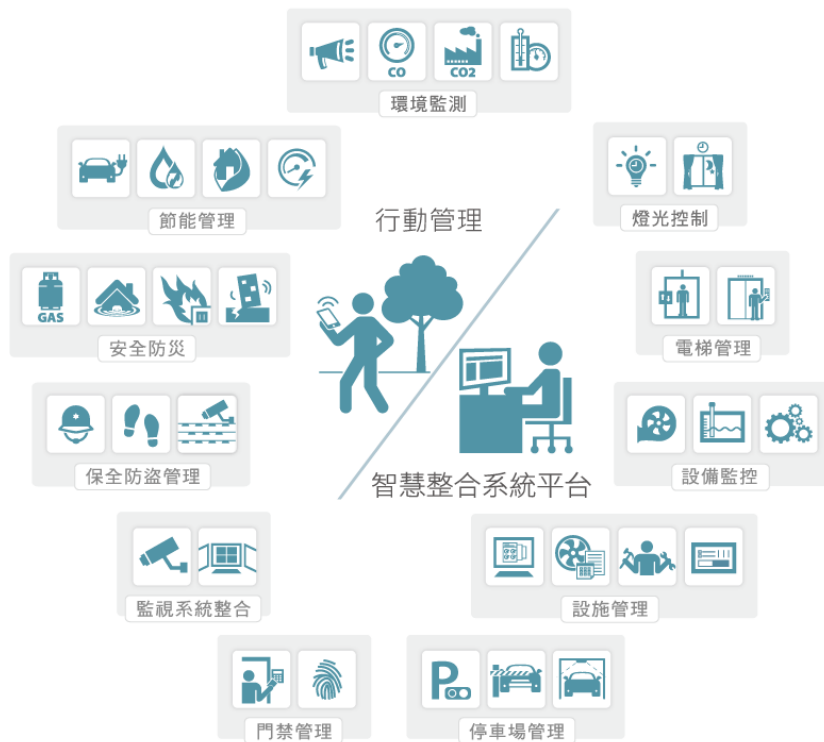 CO
CO2
環境監測
節能管理
燈光控制
行動管理
GAS
安全防災
電梯管理
保全防盜管理
設備監控
智慧整合系統平台
監視系統整合
設施管理
P
門禁管理
停車場管理